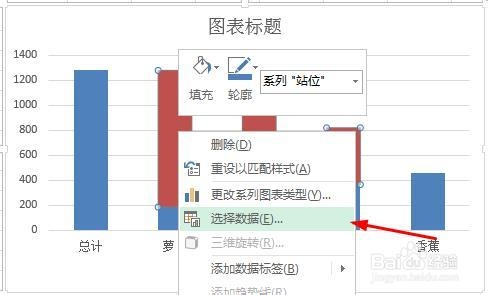 图表标题
1400
1200
1000
800
600
400
200
0
填充
轮廓
系列 "站位"
删除(D)
重设以匹配样式(A)
更改系列图表类型(Y)...
选择数据(E)...
三维旋转(R)...
添加数据标签(B)
添加趋势线(R)...
总计
萝
香蕉
Baidu 经验